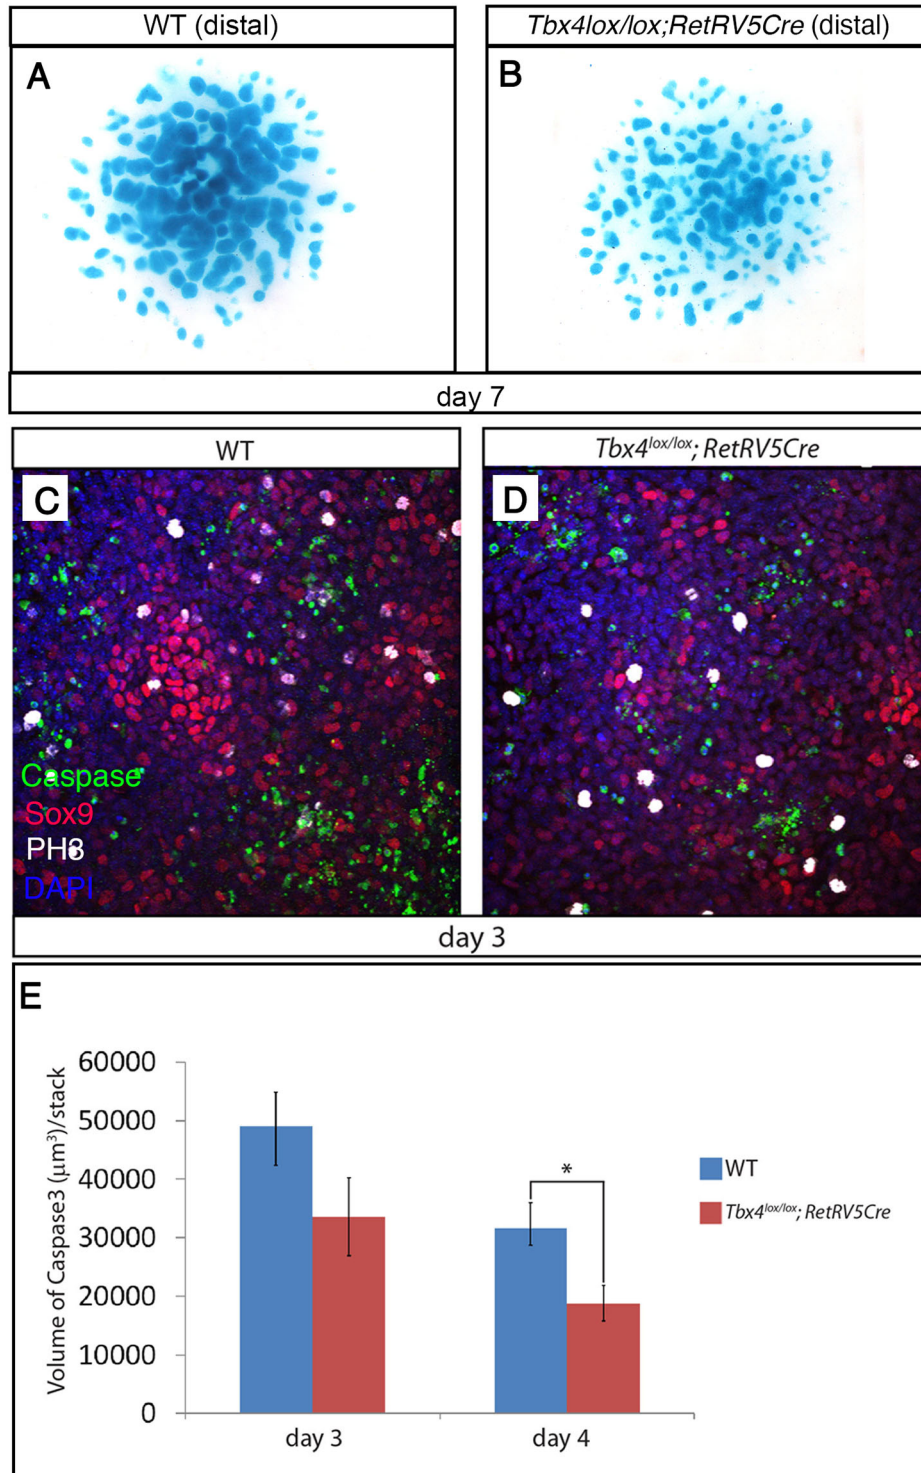 WT (distal)
Tbx4lox/lox;RetRV5Cre (distal)
A
B
day 7
WT
Tbx4lox/lox; RetRV5Cre
C
D
Caspase
Sox9
PH3
DAPI
day 3
E
Volume of Caspase3 (μm³)/stack
60000
50000
40000
30000
20000
10000
0
*
day 3
day 4
WT
Tbx4lox/lox; RetRV5Cre